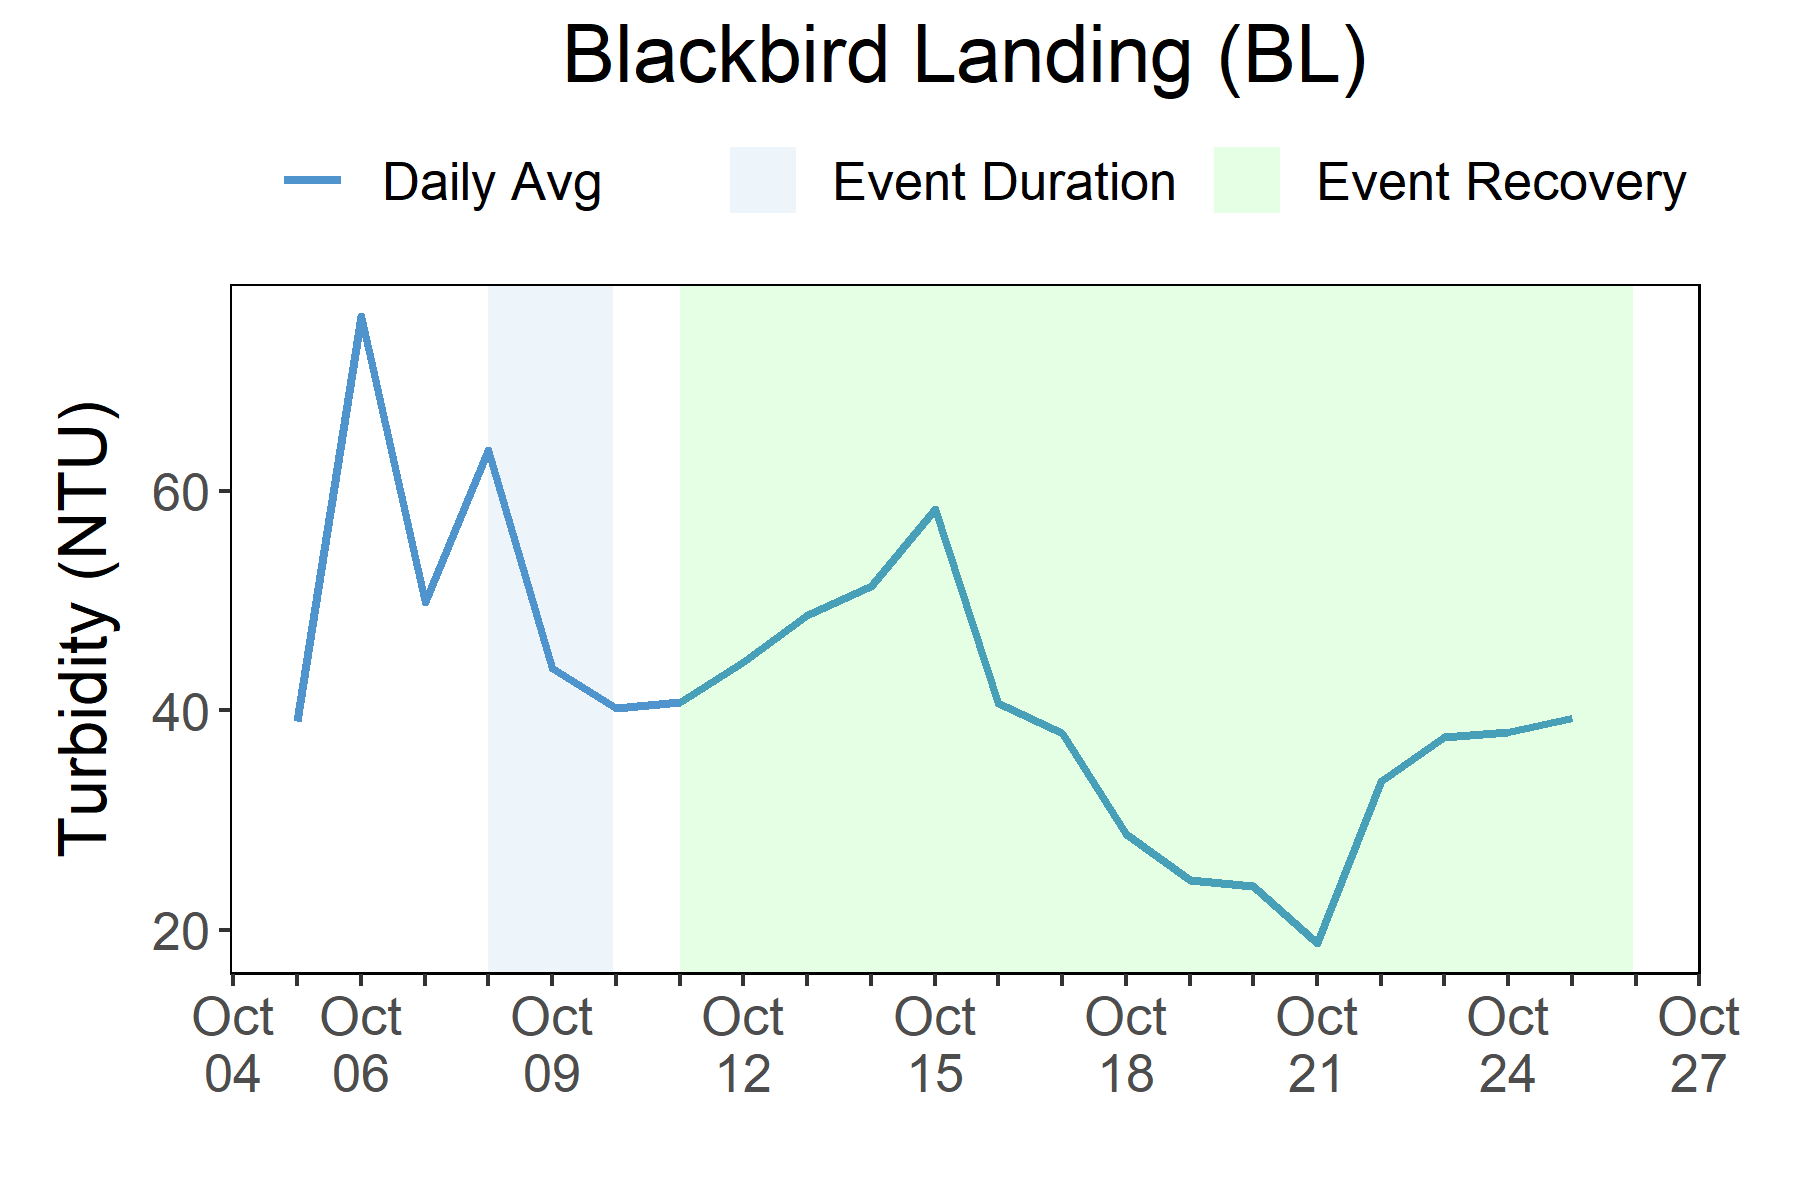 Blackbird Landing (BL)
Daily Avg Event Duration Event Recovery
Turbidity (NTU)
60
40
20
Oct Oct Oct Oct Oct Oct Oct Oct Oct
04 06 09 12 15 18 21 24 27